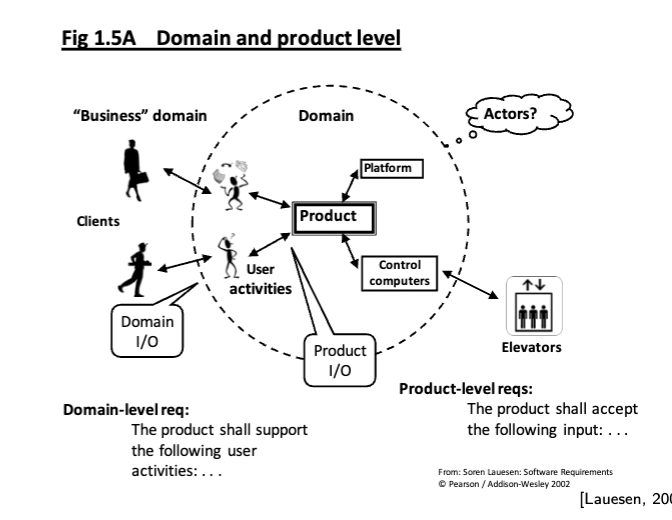 Fig 1.5A Domain and product level
"Business" domain
Domain
Actors?
Platform
Product
Clients
Control
computers
User
activities
Domain
I/O
Product
I/O
Elevators
Product-level reqs:
The product shall accept
the following input: . . .
Domain-level req:
The product shall support
the following user
activities: . . .
From: Soren Lauesen: Software Requirements
© Pearson / Addison-Wesley 2002
[Lauesen,